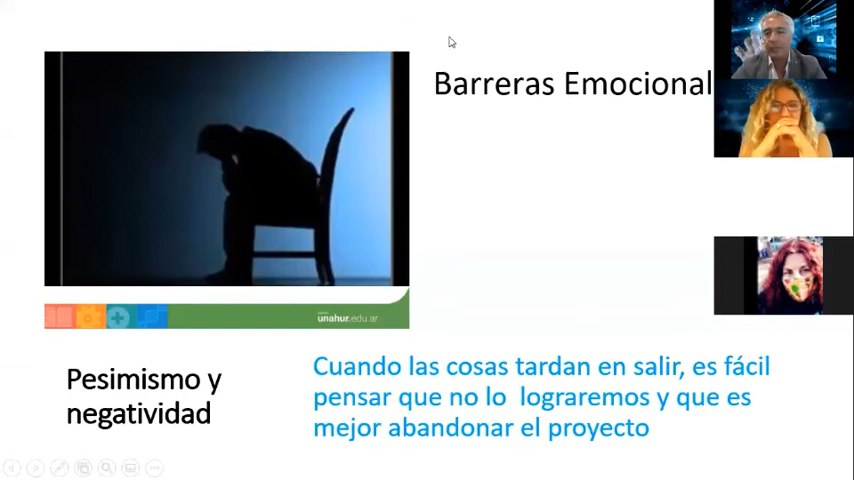 Barreras Emocional
unahur.edu.ar
Pesimismo y
negatividad
Cuando las cosas tardan en salir, es fácil
pensar que no lo lograremos y que es
mejor abandonar el proyecto